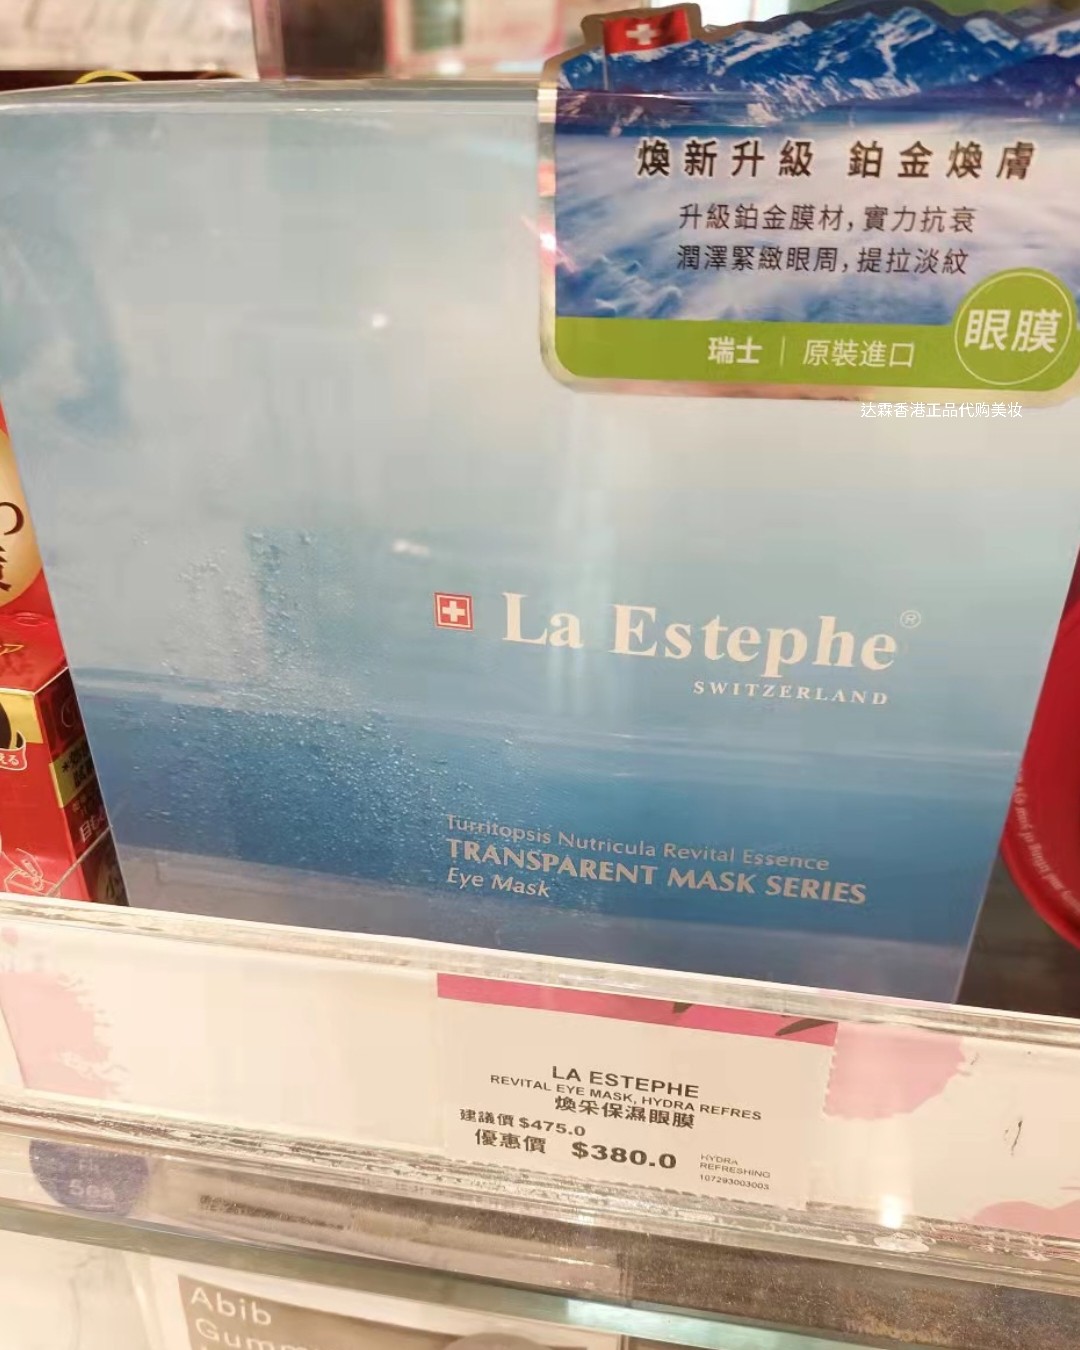 煥新升級 鉑金煥膚
升級鉑金膜材，實力抗衰
潤澤緊緻眼周，提拉淡紋
眼膜
瑞士 | 原裝進口
达霖香港正品代购美妆
La Estephe®
SWITZERLAND
Turritopsis Nutricula Revital Essence
TRANSPARENT MASK SERIES
Eye Mask
LA ESTEPHE
REVITAL EYE MASK, HYDRA REFRES
煥采保濕眼膜
建議價 $475.0
優惠價 $380.0
HYDRA
REFRESHING
107293003003
Sea
Abib